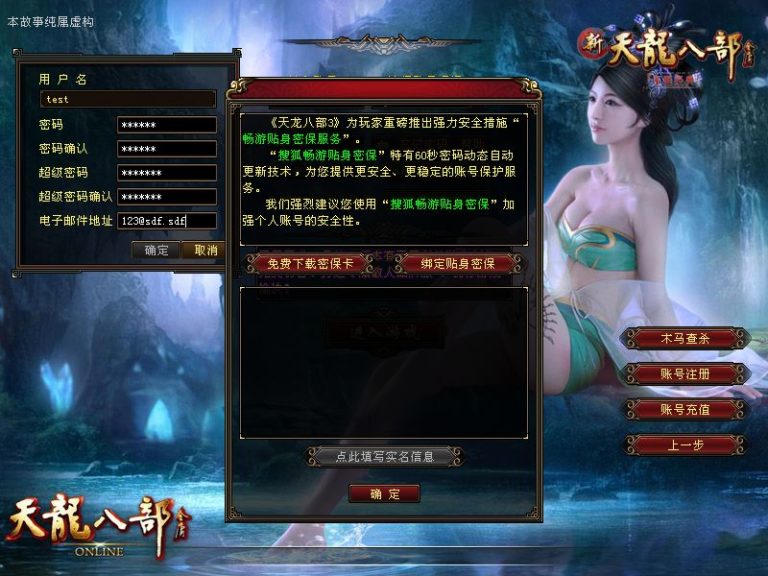 本故事纯属虚构
新天龍八部
用户名
test
密码 ******
密码确认 ******
超级密码 *******
超级密码确认 *******
电子邮件地址 123@sdf.sdf
确定 取消
《天龙八部3》为玩家重磅推出强力安全措施“
畅游贴身密保服务”。
“搜狐畅游贴身密保”特有60秒密码动态自动
更新技术，为您提供更安全、更稳定的账号保护服
务。
我们强烈建议您使用“搜狐畅游贴身密保”加
强个人账号的安全性。
免费下载密保卡 绑定贴身密保
进入游戏
木马查杀
账号注册
账号充值
上一步
点此填写实名信息
确定
天龍八部
ONLINE